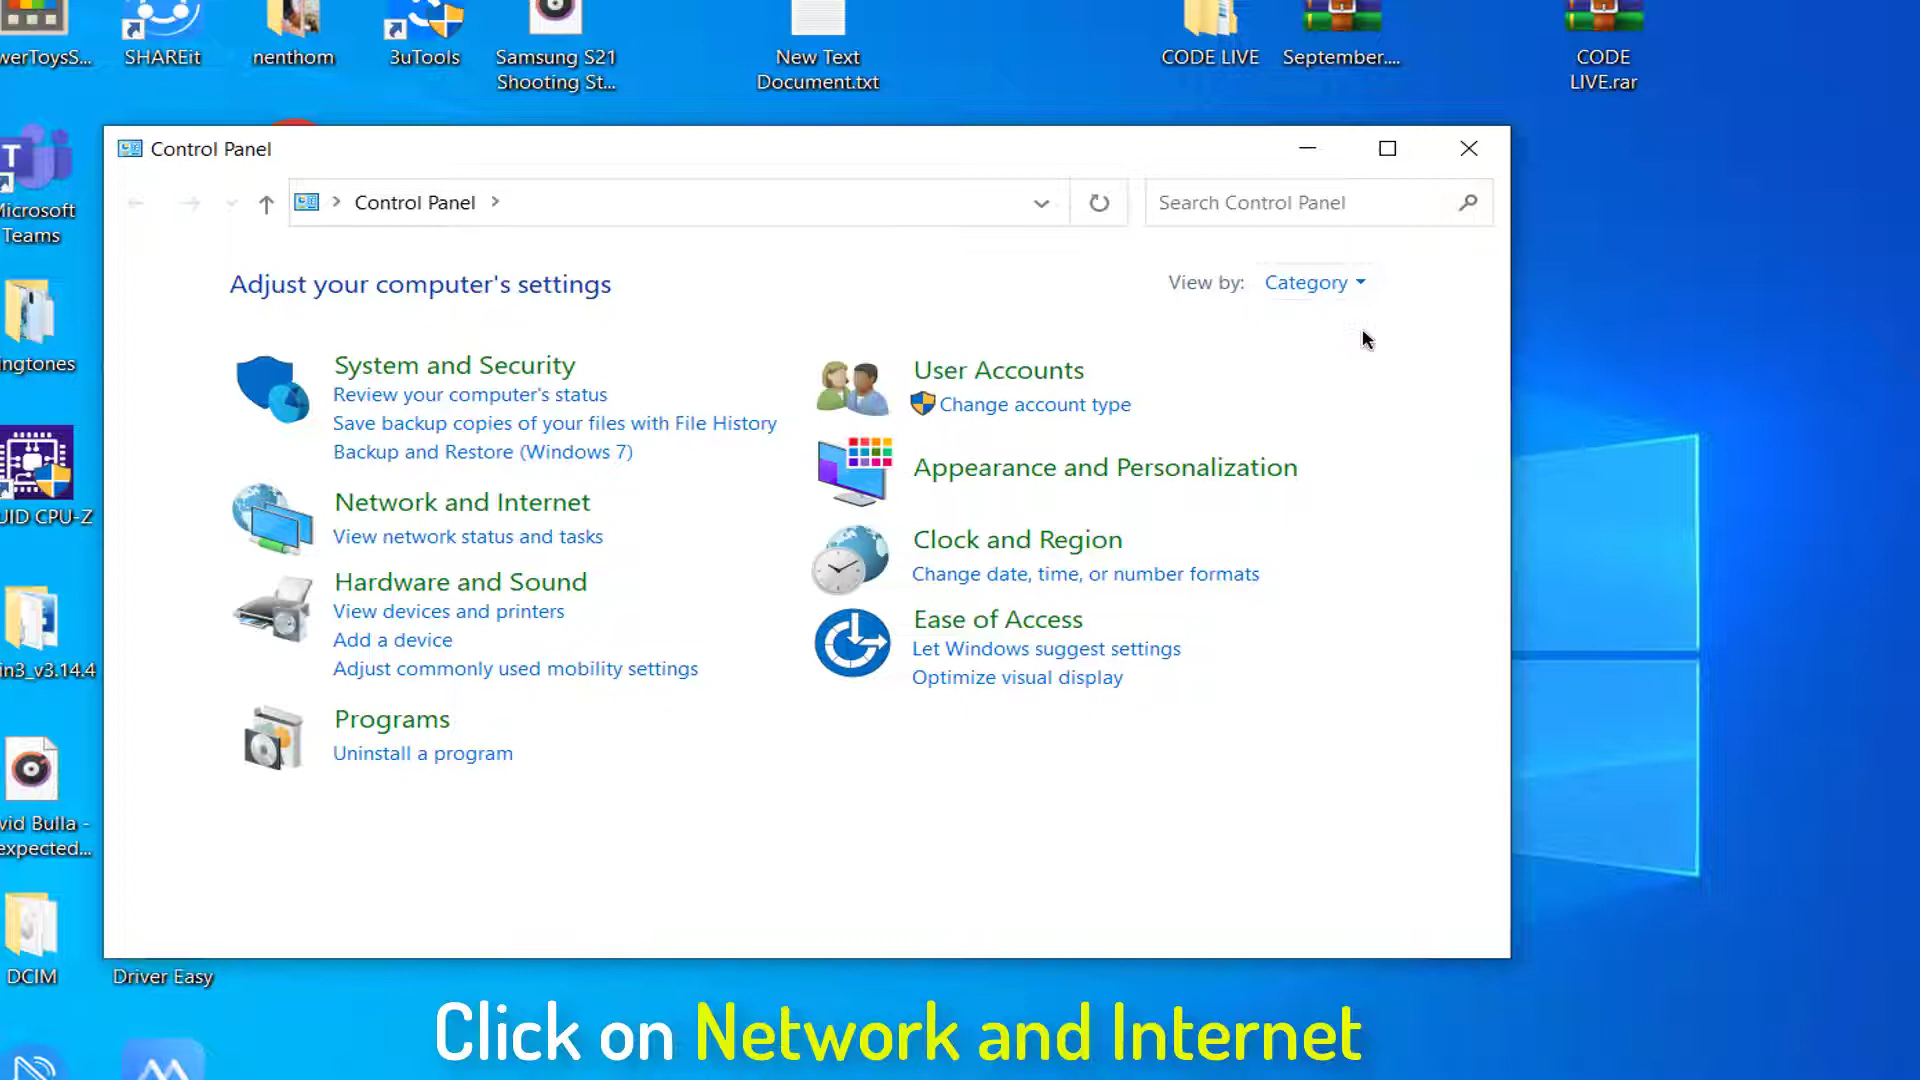 werToysS...
SHAREit
nenthom
3uTools
Samsung S21
Shooting St...
New Text
Document.txt
CODE LIVE
September....
CODE
LIVE.rar
Microsoft
Teams
ngtones
UID CPU-Z
in3_v3.14.4
vid Bulla -
expected...
DCIM
Driver Easy
Control Panel
Control Panel
Search Control Panel
Adjust your computer's settings
View by: Category
System and Security
Review your computer's status
Save backup copies of your files with File History
Backup and Restore (Windows 7)
Network and Internet
View network status and tasks
Hardware and Sound
View devices and printers
Add a device
Adjust commonly used mobility settings
Programs
Uninstall a program
User Accounts
Change account type
Appearance and Personalization
Clock and Region
Change date, time, or number formats
Ease of Access
Let Windows suggest settings
Optimize visual display
Click on Network and Internet